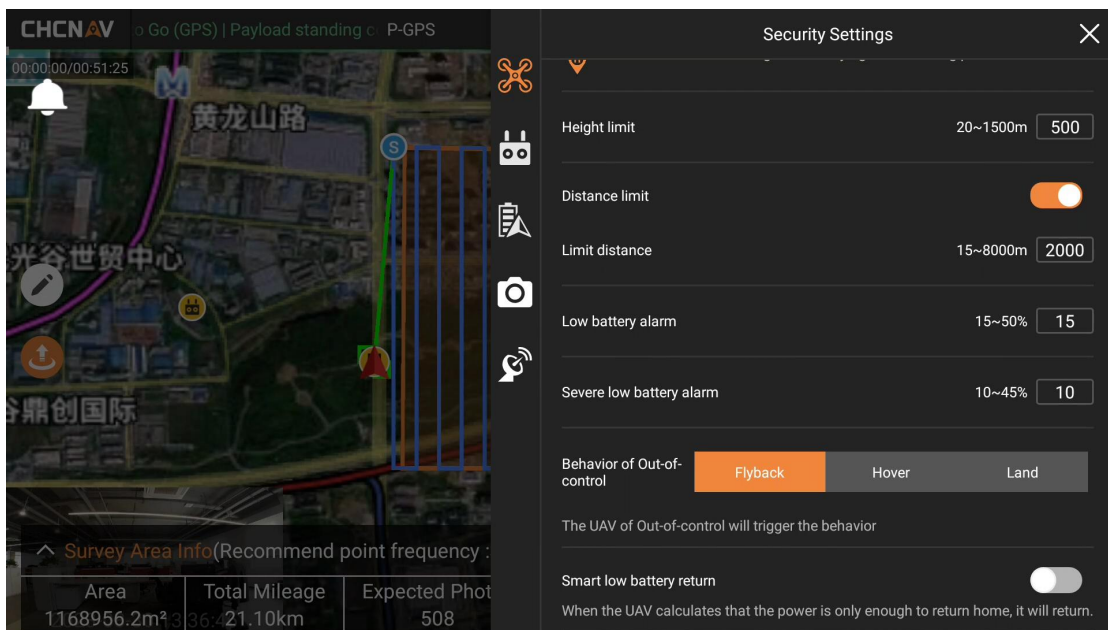 CHCNAV
o Go (GPS) | Payload standing c
P-GPS
00:00:00/00:51:25
黄龙山路
S
光谷世贸中心
谷鼎创国际
Survey Area Info(Recommend point frequency :
Area
Total Mileage
Expected Phot
1168956.2m²
21.10km
508
Security Settings
Height limit
20~1500m
500
Distance limit
Limit distance
15~8000m
2000
Low battery alarm
15~50%
15
Severe low battery alarm
10~45%
10
Behavior of Out-of-
control
Flyback
Hover
Land
The UAV of Out-of-control will trigger the behavior
Smart low battery return
When the UAV calculates that the power is only enough to return home, it will return.